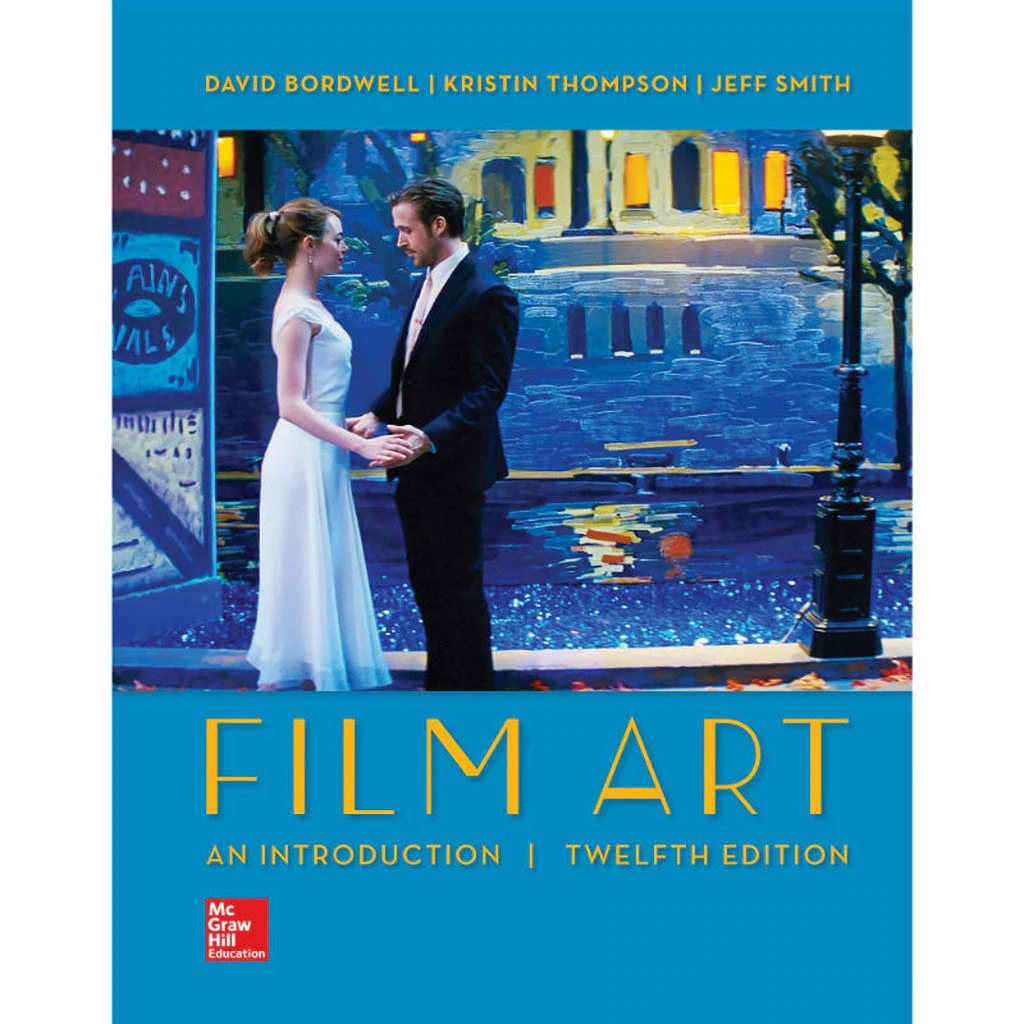 DAVID BORDWELL | KRISTIN THOMPSON | JEFF SMITH
FILM ART
AN INTRODUCTION | TWELFTH EDITION
Mc
Graw
Hill
Education